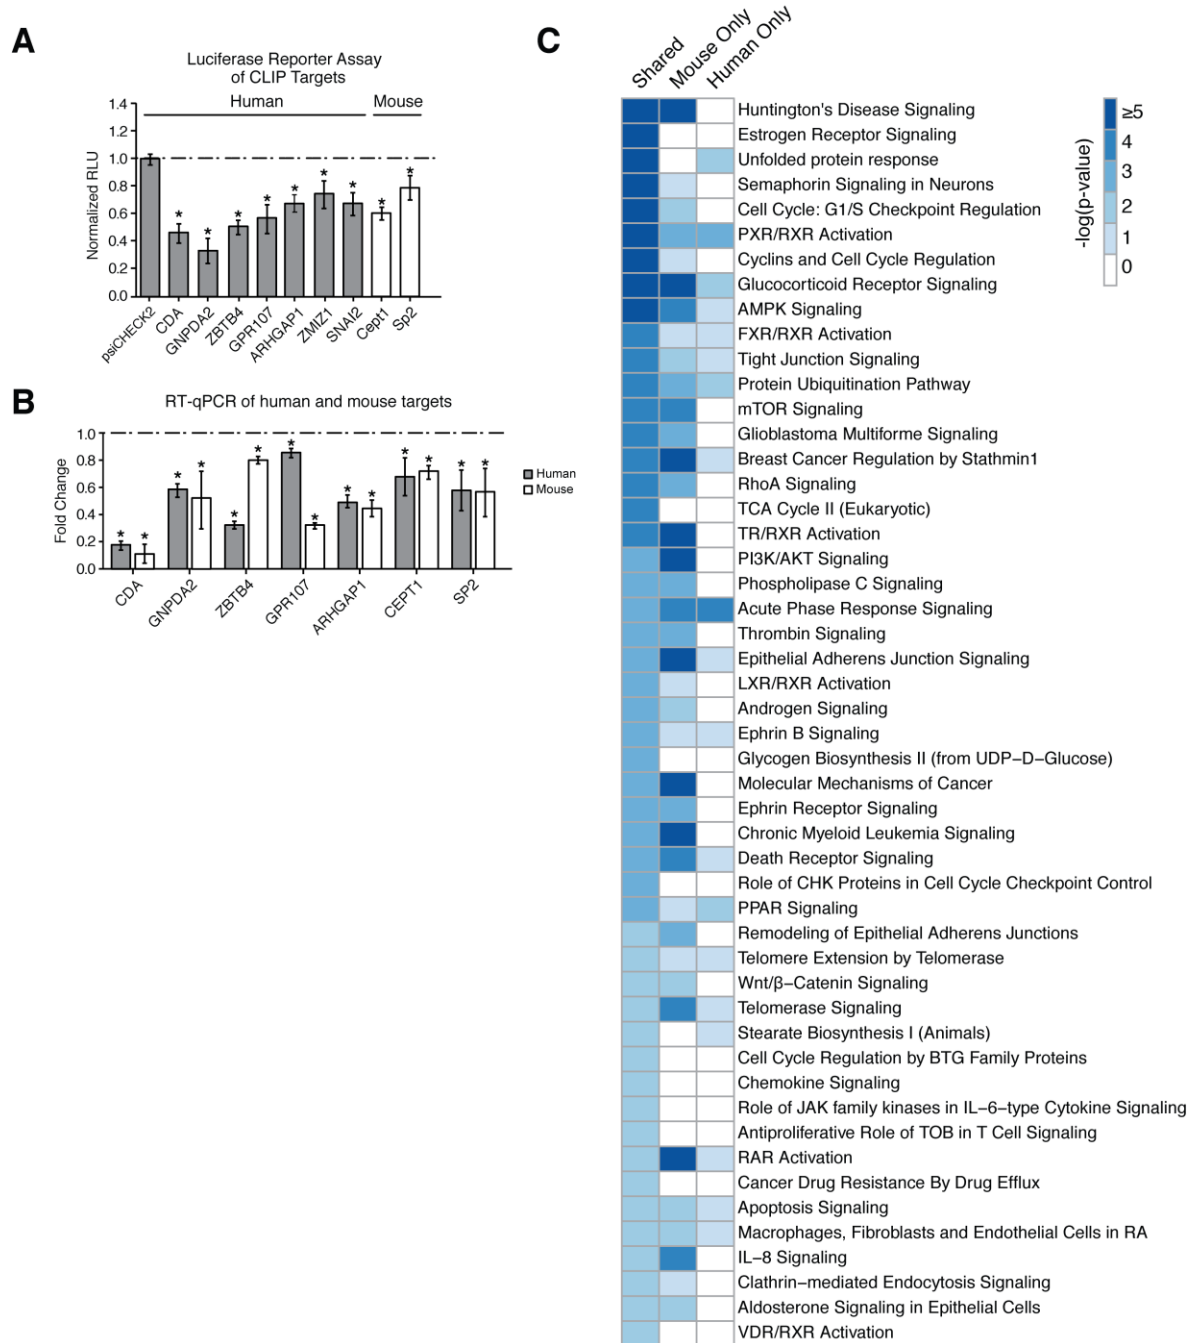 A
Luciferase Reporter Assay
of CLIP Targets
Human
Mouse
Normalized RLU
1.4
1.2
1.0
0.8
0.6
0.4
0.2
0.0
*
*
*
*
*
*
*
*
*
psiCHECK2
CDA
GNPDA2
ZBTB4
GPR107
ARHGAP1
ZMIZ1
SNAI2
Cept1
Sp2
B
RT-qPCR of human and mouse targets
Fold Change
1.0
0.8
0.6
0.4
0.2
0.0
*
*
*
*
*
*
*
*
*
*
*
*
*
*
Human
Mouse
CDA
GNPDA2
ZBTB4
GPR107
ARHGAP1
CEPT1
SP2
C
Shared
Mouse Only
Human Only
Huntington's Disease Signaling
Estrogen Receptor Signaling
Unfolded protein response
Semaphorin Signaling in Neurons
Cell Cycle: G1/S Checkpoint Regulation
PXR/RXR Activation
Cyclins and Cell Cycle Regulation
Glucocorticoid Receptor Signaling
AMPK Signaling
FXR/RXR Activation
Tight Junction Signaling
Protein Ubiquitination Pathway
mTOR Signaling
Glioblastoma Multiforme Signaling
Breast Cancer Regulation by Stathmin1
RhoA Signaling
TCA Cycle II (Eukaryotic)
TR/RXR Activation
PI3K/AKT Signaling
Phospholipase C Signaling
Acute Phase Response Signaling
Thrombin Signaling
Epithelial Adherens Junction Signaling
LXR/RXR Activation
Androgen Signaling
Ephrin B Signaling
Glycogen Biosynthesis II (from UDP−D−Glucose)
Molecular Mechanisms of Cancer
Ephrin Receptor Signaling
Chronic Myeloid Leukemia Signaling
Death Receptor Signaling
Role of CHK Proteins in Cell Cycle Checkpoint Control
PPAR Signaling
Remodeling of Epithelial Adherens Junctions
Telomere Extension by Telomerase
Wnt/β−Catenin Signaling
Telomerase Signaling
Stearate Biosynthesis I (Animals)
Cell Cycle Regulation by BTG Family Proteins
Chemokine Signaling
Role of JAK family kinases in IL−6−type Cytokine Signaling
Antiproliferative Role of TOB in T Cell Signaling
RAR Activation
Cancer Drug Resistance By Drug Efflux
Apoptosis Signaling
Macrophages, Fibroblasts and Endothelial Cells in RA
IL−8 Signaling
Clathrin−mediated Endocytosis Signaling
Aldosterone Signaling in Epithelial Cells
VDR/RXR Activation
-log(p-value)
≥5
4
3
2
1
0